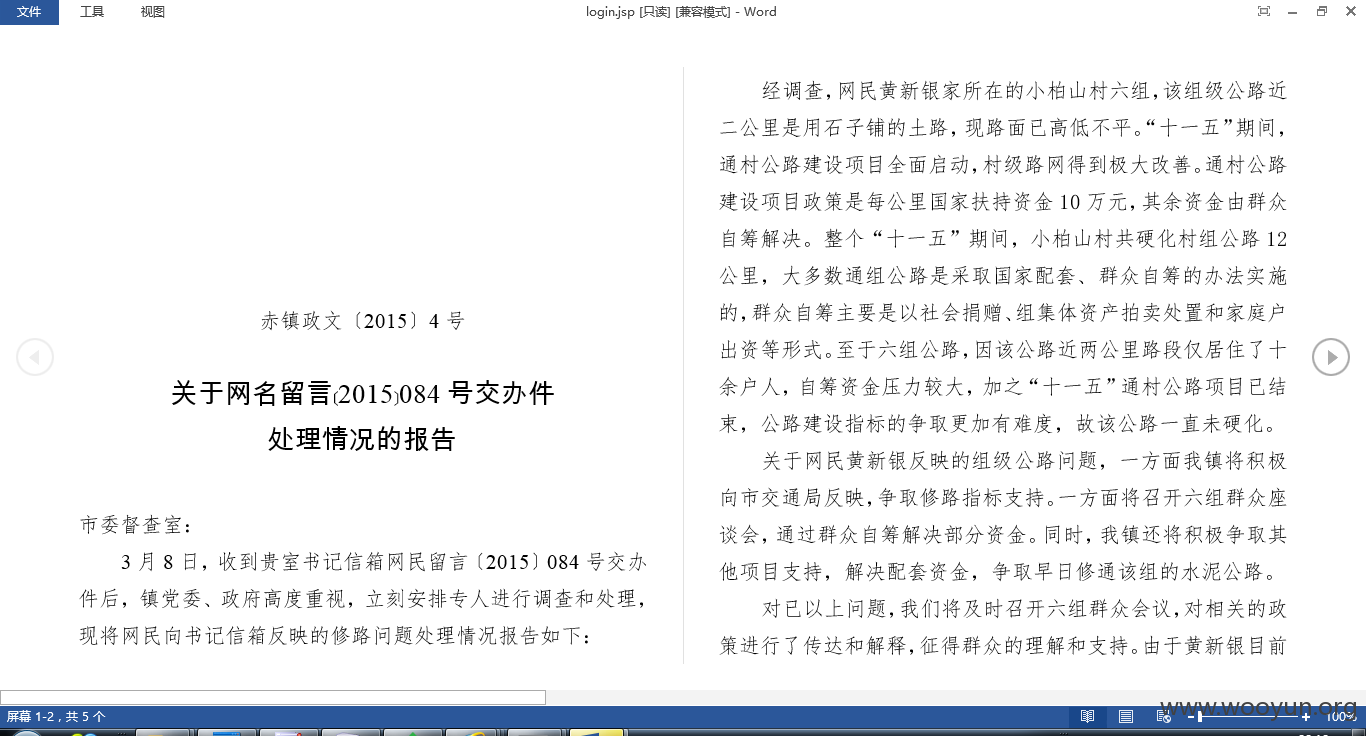 文件 工具 视图 login.jsp [只读] [兼容模式] - Word
赤镇政文〔2015〕4 号
关于网名留言〔2015〕084 号交办件
处理情况的报告
市委督查室：
3 月 8 日，收到贵室书记信箱网民留言〔2015〕084 号交办
件后，镇党委、政府高度重视，立刻安排专人进行调查和处理，
现将网民向书记信箱反映的修路问题处理情况报告如下：
经调查，网民黄新银家所在的小柏山村六组，该组级公路近
二公里是用石子铺的土路，现路面已高低不平。“十一五”期间，
通村公路建设项目全面启动，村级路网得到极大改善。通村公路
建设项目政策是每公里国家扶持资金 10 万元，其余资金由群众
自筹解决。整个“十一五”期间，小柏山村共硬化村组公路 12
公里，大多数通组公路是采取国家配套、群众自筹的办法实施
的，群众自筹主要是以社会捐赠、组集体资产拍卖处置和家庭户
出资等形式。至于六组公路，因该公路近两公里路段仅居住了十
余户人，自筹资金压力较大，加之“十一五”通村公路项目已结
束，公路建设指标的争取更加有难度，故该公路一直未硬化。
关于网民黄新银反映的组级公路问题，一方面我镇将积极
向市交通局反映，争取修路指标支持。一方面将召开六组群众座
谈会，通过群众自筹解决部分资金。同时，我镇还将积极争取其
他项目支持，解决配套资金，争取早日修通该组的水泥公路。
对已以上问题，我们将及时召开六组群众会议，对相关的政
策进行了传达和解释，征得群众的理解和支持。由于黄新银目前
屏幕 1-2，共 5 个 100%
www.wooyun.org